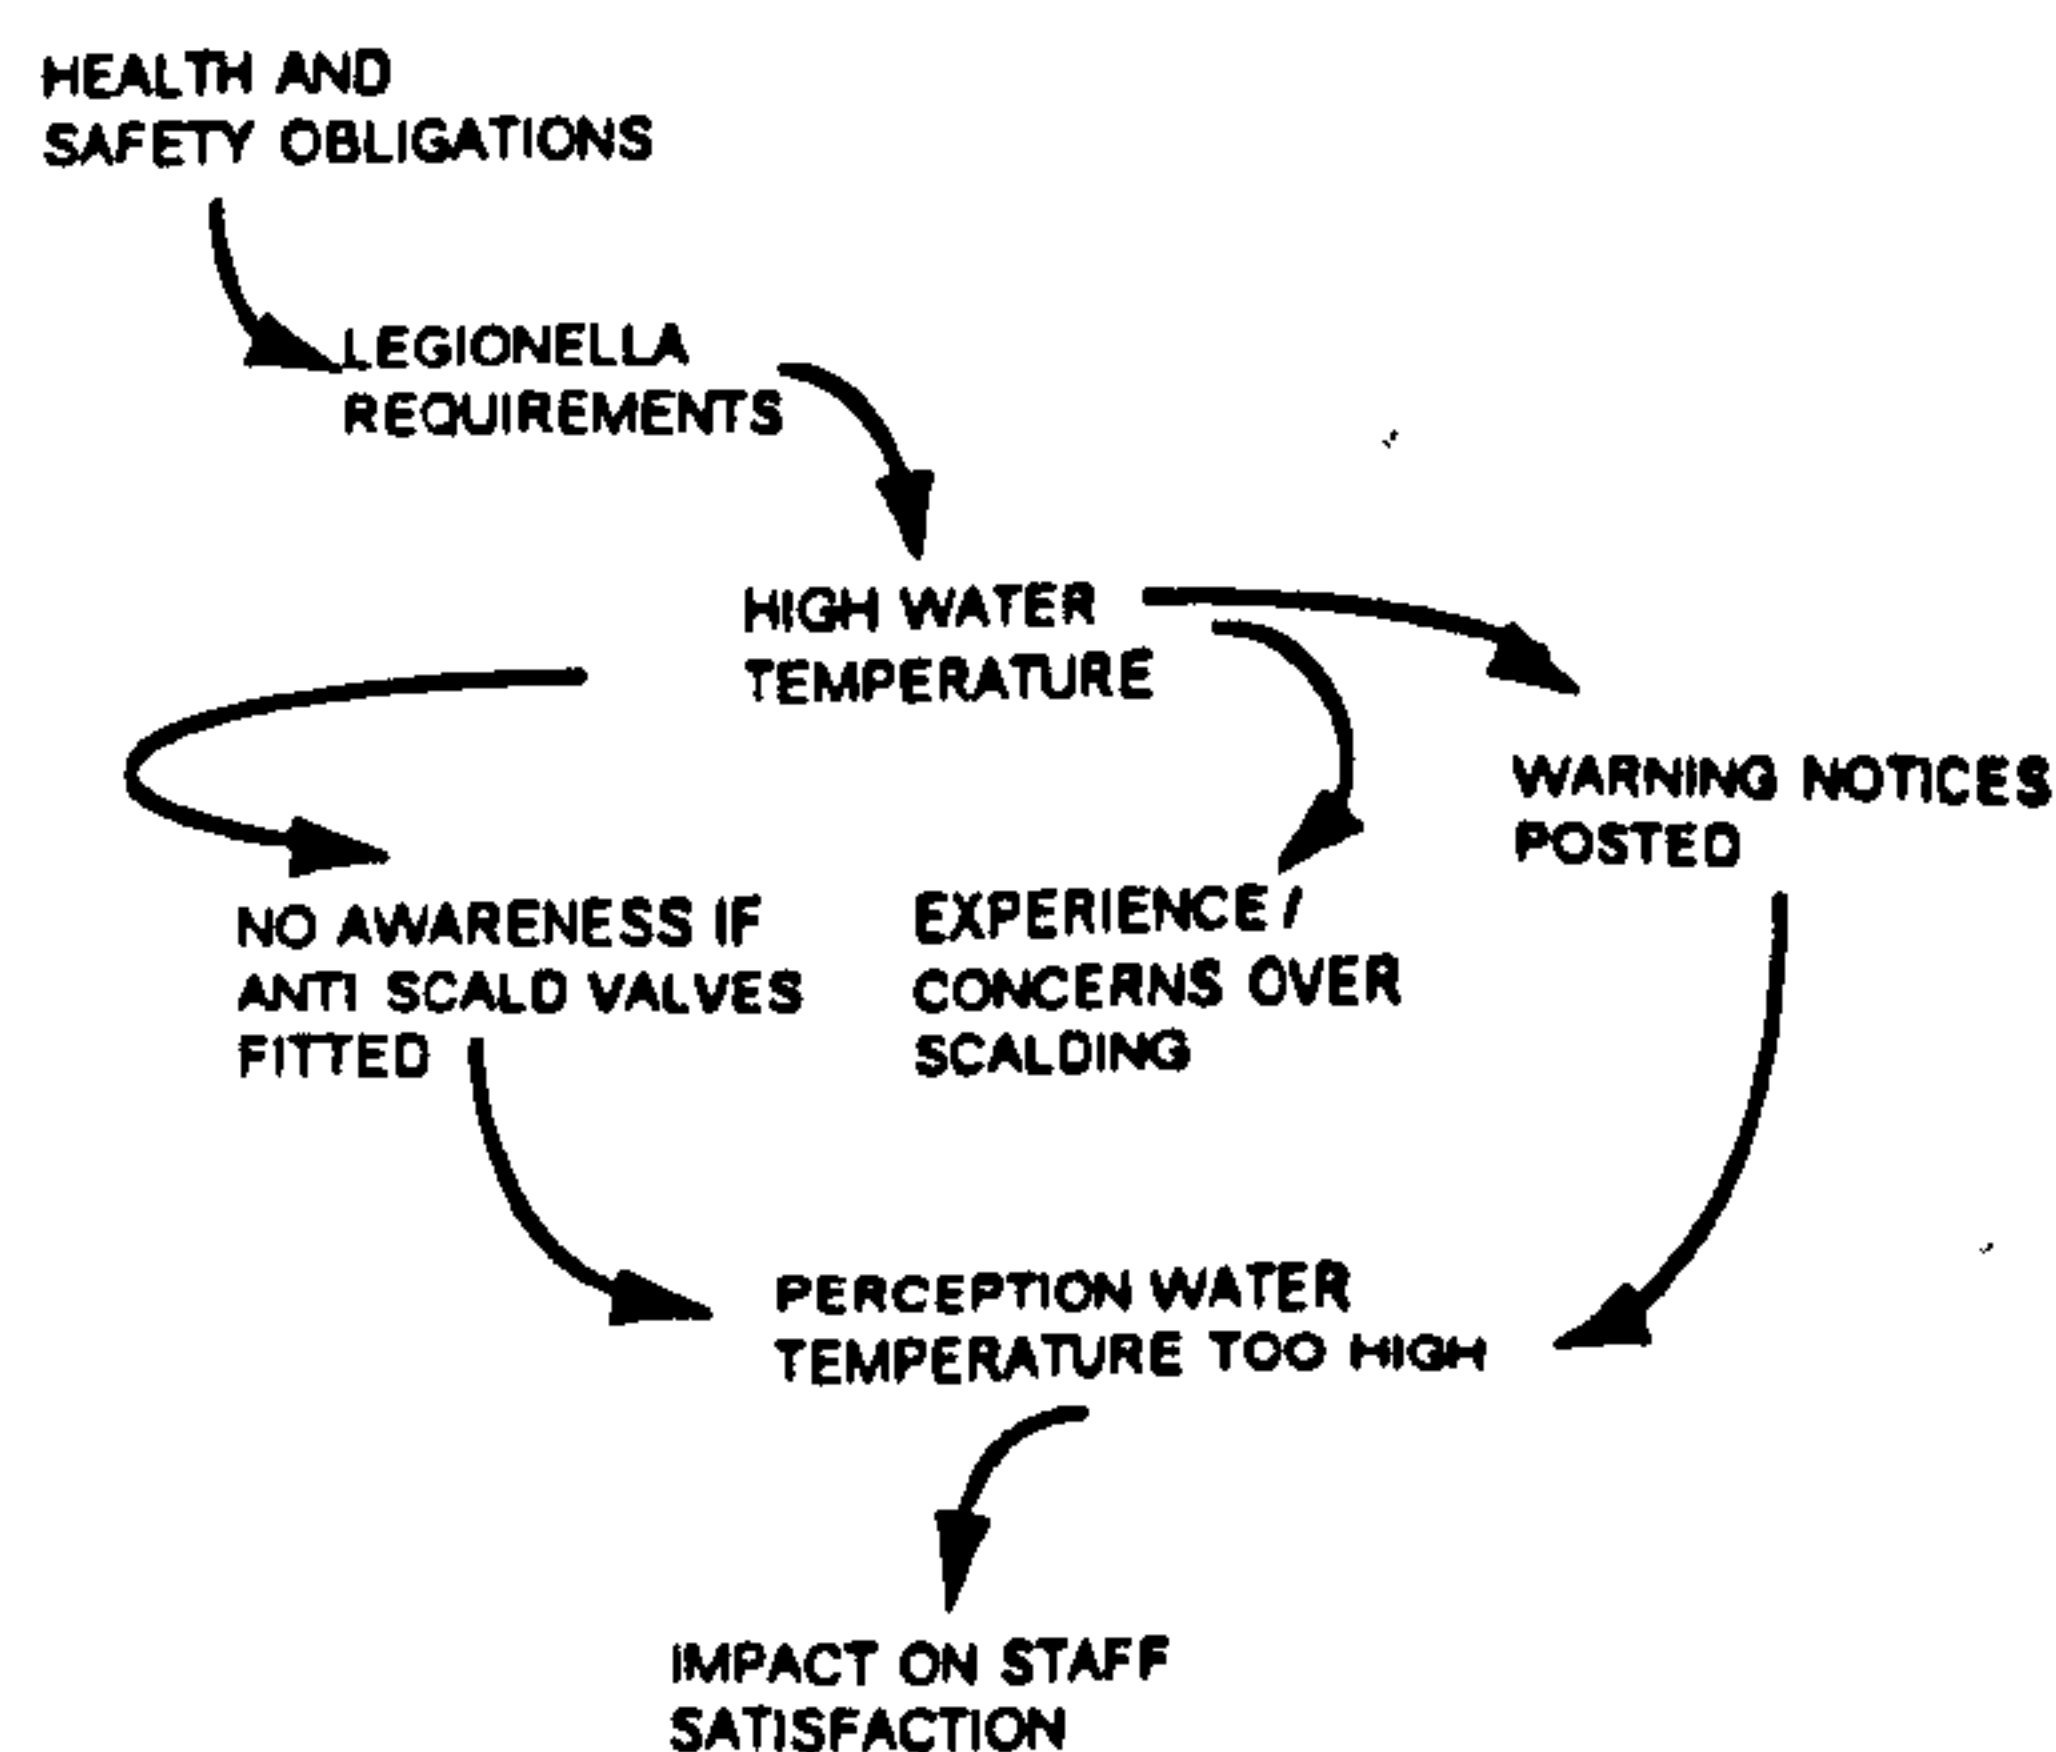 HEALTH AND
SAFETY OBLIGATIONS
LEGIONELLA
REQUIREMENTS
HIGH WATER
TEMPERATURE
WARNING NOTICES
POSTED
NO AWARENESS IF
ANTI SCALD VALVES
FITTED
EXPERIENCE /
CONCERNS OVER
SCALDING
PERCEPTION WATER
TEMPERATURE TOO HIGH
IMPACT ON STAFF
SATISFACTION